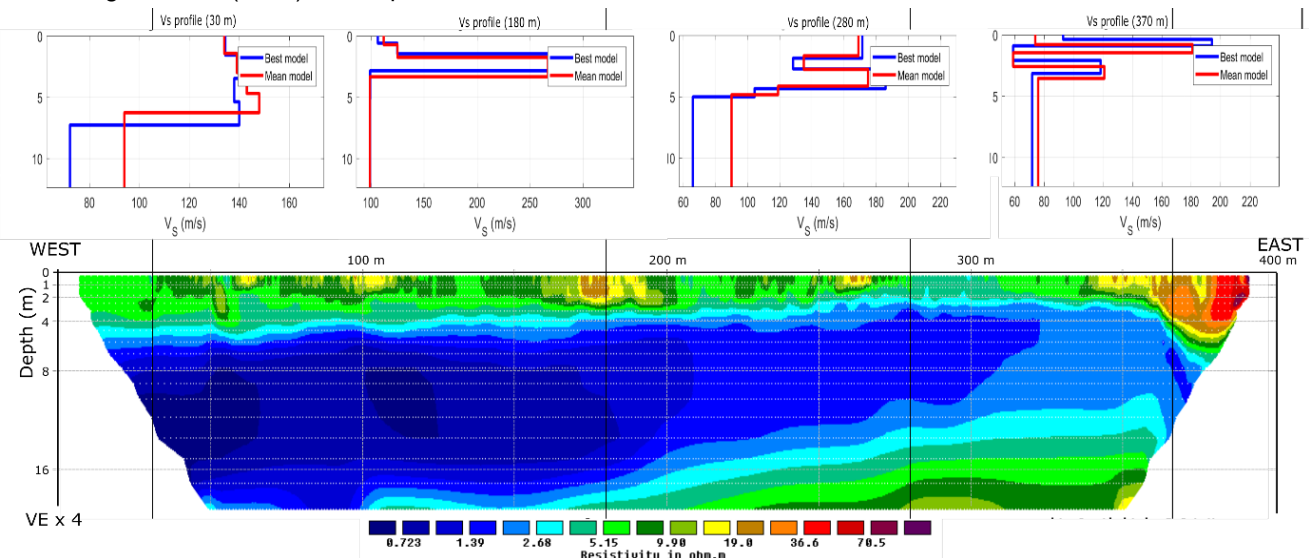 Vs profile (30 m)
Vs profile (180 m)
Vs profile (280 m)
Vs profile (370 m)
0
5
10
Best model
Mean model
80 100 120 140 160
V_S (m/s)
0
5
10
Best model
Mean model
100 150 200 250 300
V_S (m/s)
0
5
10
Best model
Mean model
60 80 100 120 140 160 180 200 220
V_S (m/s)
0
5
10
Best model
Mean model
60 80 100 120 140 160 180 200 220
V_S (m/s)
WEST
EAST
100 m
200 m
300 m
400 m
0
1
2
4
8
16
Depth (m)
VE x 4
0.723 1.39 2.68 5.15 9.90 19.0 36.6 70.5
Resistivity in ohm.m